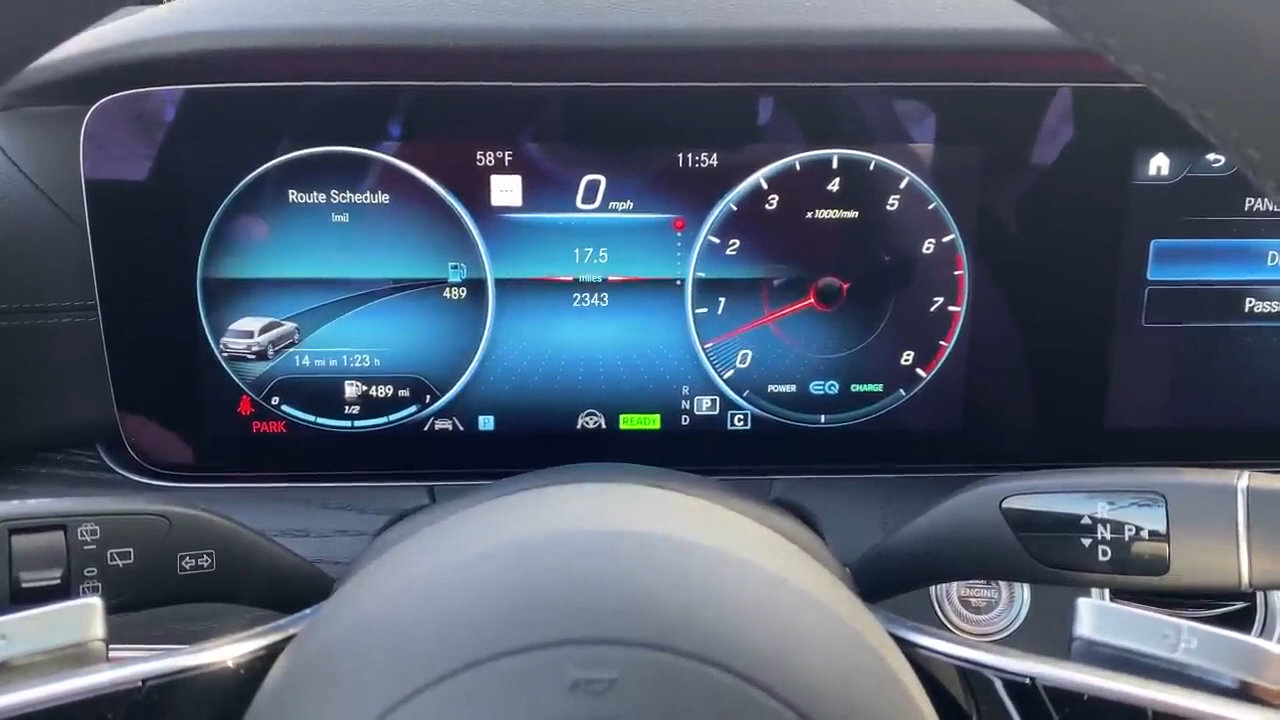 58°F
11:54
Route Schedule
[mi]
0 mph
17.5
miles
2343
489
14 mi in 1:23 h
489 mi
0
1/2
1
PARK
P
READY
R
N
D
P
C
0
1
2
3
4
5
6
7
8
x1000/min
POWER
EQ
CHARGE
PAN
D
Pass
R
N
D
P
ENGINE